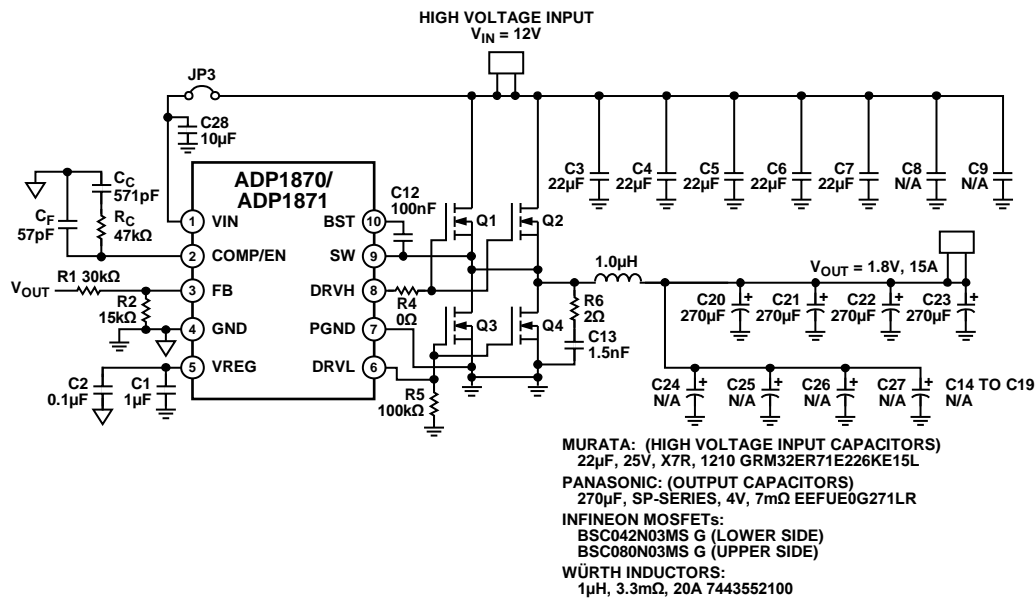 HIGH VOLTAGE INPUT
VIN = 12V
JP3
C28
10µF
C3
22µF
C4
22µF
C5
22µF
C6
22µF
C7
22µF
C8
N/A
C9
N/A
CC
571pF
CF
57pF
RC
47kΩ
ADP1870/
ADP1871
C12
100nF
1 VIN
BST 10
2 COMP/EN
SW 9
3 FB
DRVH 8
4 GND
PGND 7
5 VREG
DRVL 6
VOUT
R1 30kΩ
R2
15kΩ
C2
0.1µF
C1
1µF
Q1
Q2
R4
0Ω
Q3
Q4
R5
100kΩ
1.0µH
R6
2Ω
C13
1.5nF
VOUT = 1.8V, 15A
C20
270µF
+
C21
270µF
+
C22
270µF
+
C23
270µF
+
C24
N/A
+
C25
N/A
+
C26
N/A
+
C27
N/A
+
C14 TO C19
N/A
MURATA: (HIGH VOLTAGE INPUT CAPACITORS)
22µF, 25V, X7R, 1210 GRM32ER71E226KE15L
PANASONIC: (OUTPUT CAPACITORS)
270µF, SP-SERIES, 4V, 7mΩ EEFUE0G271LR
INFINEON MOSFETs:
BSC042N03MS G (LOWER SIDE)
BSC080N03MS G (UPPER SIDE)
WÜRTH INDUCTORS:
1µH, 3.3mΩ, 20A 7443552100